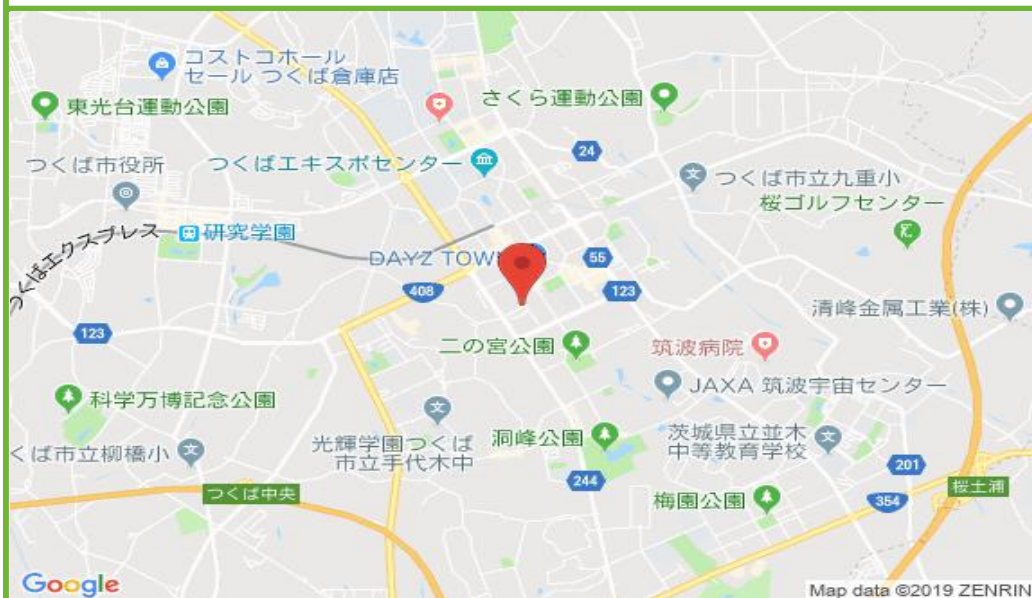 コストコホール
セール つくば倉庫店
東光台運動公園
さくら運動公園
つくば市役所
つくばエキスポセンター
24
つくば市立九重小
桜ゴルフセンター
つくばエクスプレス
研究学園
DAYZ TOW
55
408
123
清峰金属工業(株)
123
二の宮公園
筑波病院
JAXA 筑波宇宙センター
科学万博記念公園
光輝学園つくば
市立手代木中
洞峰公園
茨城県立並木
中等教育学校
くば市立柳橋小
201
244
つくば中央
桜土浦
梅園公園
354
Google
Map data ©2019 ZENRIN